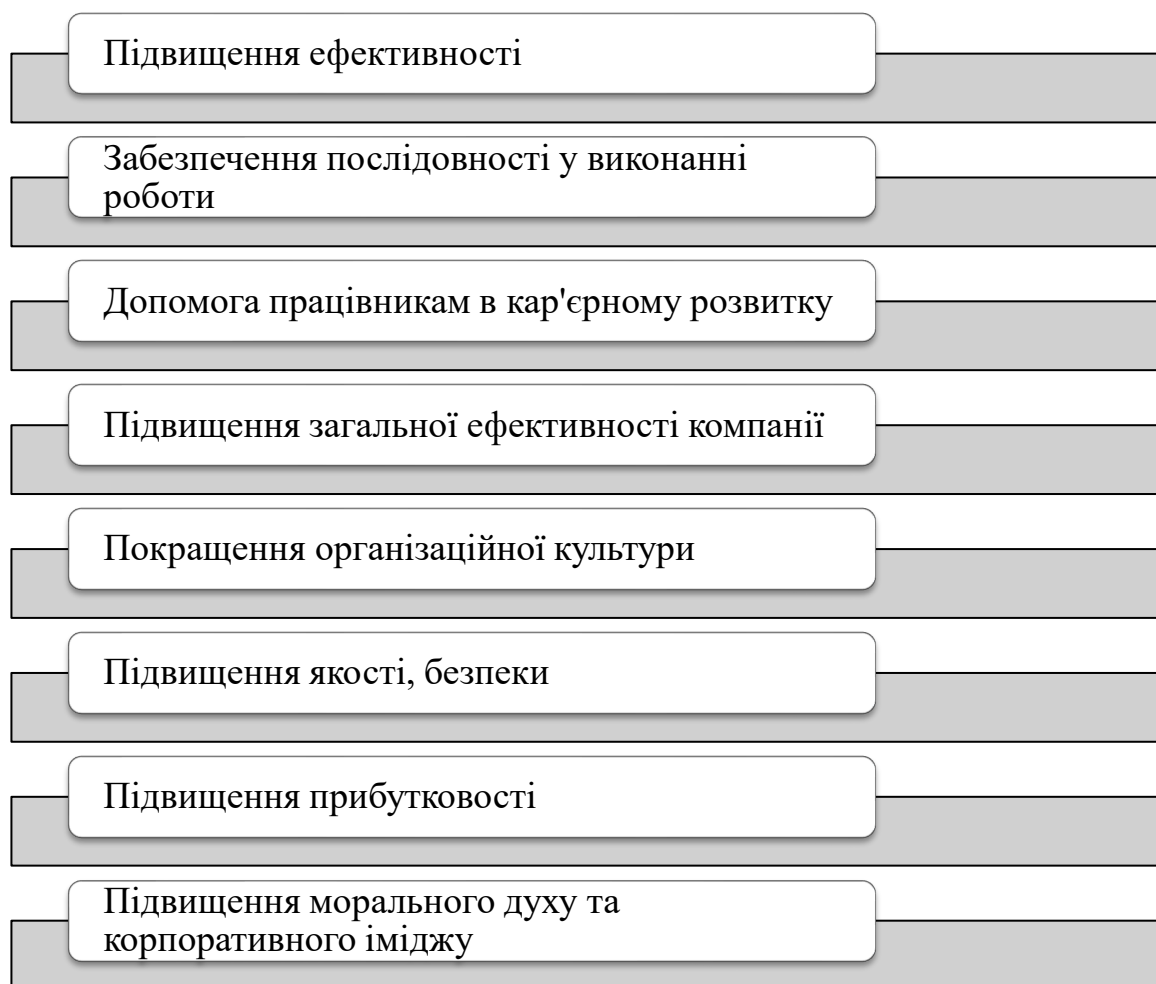 Підвищення ефективності
Забезпечення послідовності у виконанні
роботи
Допомога працівникам в кар'єрному розвитку
Підвищення загальної ефективності компанії
Покращення організаційної культури
Підвищення якості, безпеки
Підвищення прибутковості
Підвищення морального духу та
корпоративного іміджу